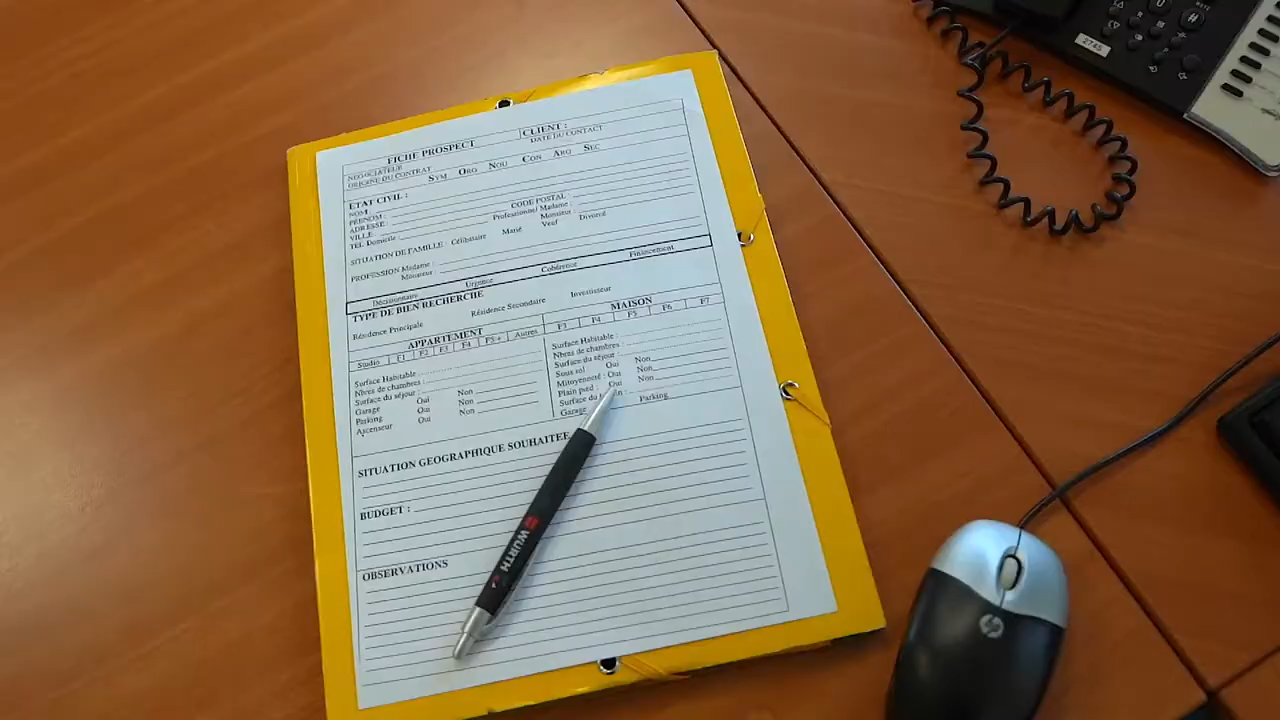 FICHE PROSPECT
CLIENT :
NEGOCIATEUR
DATE DU CONTACT
ORIGINE DU CONTRAT SYM ORG NOU CON ARG SEC
ETAT CIVIL :
NOM
PRENOM :
ADRESSE :
CODE POSTAL
VILLE
TEL Domicile : Professionnel Madame :
Monsieur :
SITUATION DE FAMILLE : Célibataire Marié Veuf Divorcé
PROFESSION Madame :
Monsieur :
Décisionnaire Urgence Cohérence Financement
TYPE DE BIEN RECHERCHE
Résidence Principale Résidence Secondaire Investisseur
APPARTEMENT
Studio F1 F2 F3 F4 F5+ Autres
Surface Habitable :
Nbres de chambres :
Surface du séjour :
Garage Oui Non
Parking Oui Non
Ascenseur Oui Non
MAISON
F3 F4 F5 F6 F7
Surface Habitable :
Nbres de chambres :
Surface du séjour :
Sous sol Oui Non
Mitoyenneté : Oui Non
Plain pied : Oui Non
Surface du
Garage Parking
SITUATION GEOGRAPHIQUE SOUHAITEE
BUDGET :
OBSERVATIONS
WURTH
2745
hp